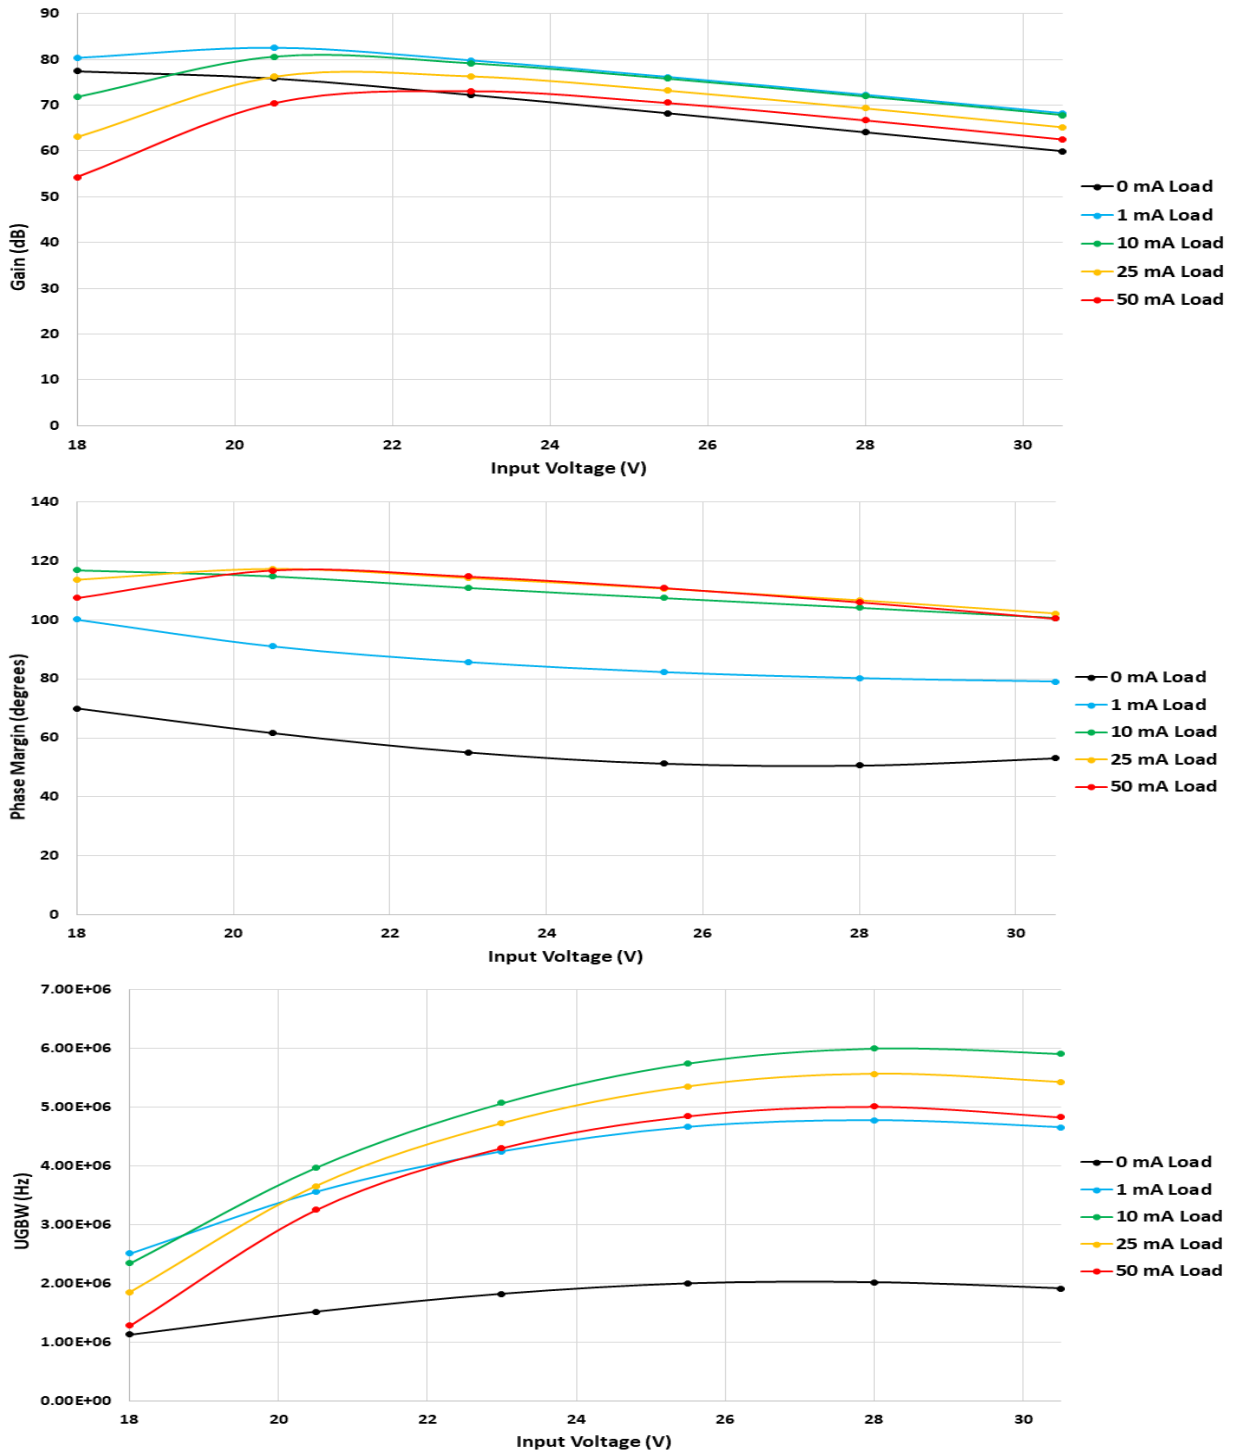 90
80
70
60
50
40
30
20
10
0
Gain (dB)
18 20 22 24 26 28 30
Input Voltage (V)
0 mA Load
1 mA Load
10 mA Load
25 mA Load
50 mA Load
140
120
100
80
60
40
20
0
Phase Margin (degrees)
18 20 22 24 26 28 30
Input Voltage (V)
0 mA Load
1 mA Load
10 mA Load
25 mA Load
50 mA Load
7.00E+06
6.00E+06
5.00E+06
4.00E+06
3.00E+06
2.00E+06
1.00E+06
0.00E+00
UGBW (Hz)
18 20 22 24 26 28 30
Input Voltage (V)
0 mA Load
1 mA Load
10 mA Load
25 mA Load
50 mA Load